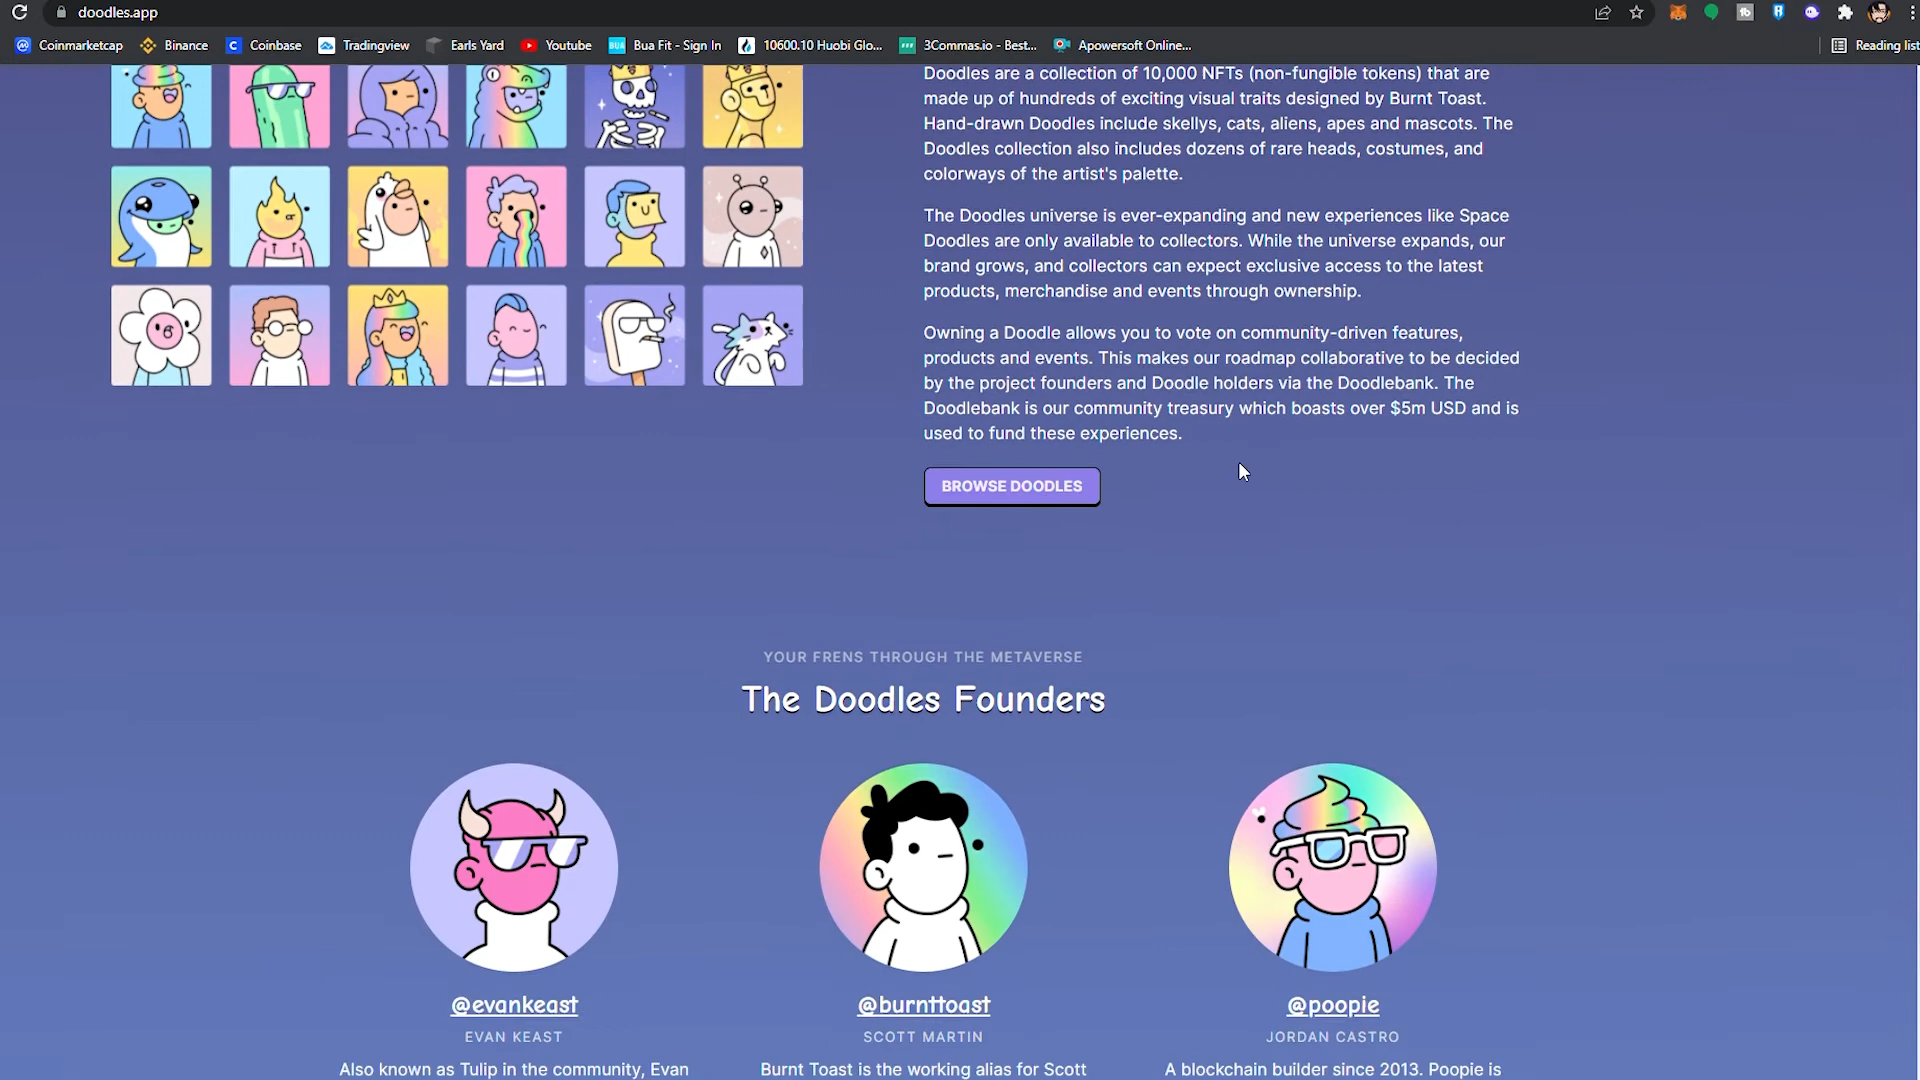 doodles.app
Coinmarketcap Binance Coinbase Tradingview Earls Yard Youtube Bua Fit - Sign In 10600.10 Huobi Glo... 3Commas.io - Best... Apowersoft Online... Reading list
Doodles are a collection of 10,000 NFTs (non-fungible tokens) that are
made up of hundreds of exciting visual traits designed by Burnt Toast.
Hand-drawn Doodles include skellys, cats, aliens, apes and mascots. The
Doodles collection also includes dozens of rare heads, costumes, and
colorways of the artist's palette.
The Doodles universe is ever-expanding and new experiences like Space
Doodles are only available to collectors. While the universe expands, our
brand grows, and collectors can expect exclusive access to the latest
products, merchandise and events through ownership.
Owning a Doodle allows you to vote on community-driven features,
products and events. This makes our roadmap collaborative to be decided
by the project founders and Doodle holders via the Doodlebank. The
Doodlebank is our community treasury which boasts over $5m USD and is
used to fund these experiences.
BROWSE DOODLES
YOUR FRENS THROUGH THE METAVERSE
The Doodles Founders
@evankeast
EVAN KEAST
Also known as Tulip in the community, Evan
@burnttoast
SCOTT MARTIN
Burnt Toast is the working alias for Scott
@poopie
JORDAN CASTRO
A blockchain builder since 2013. Poopie is